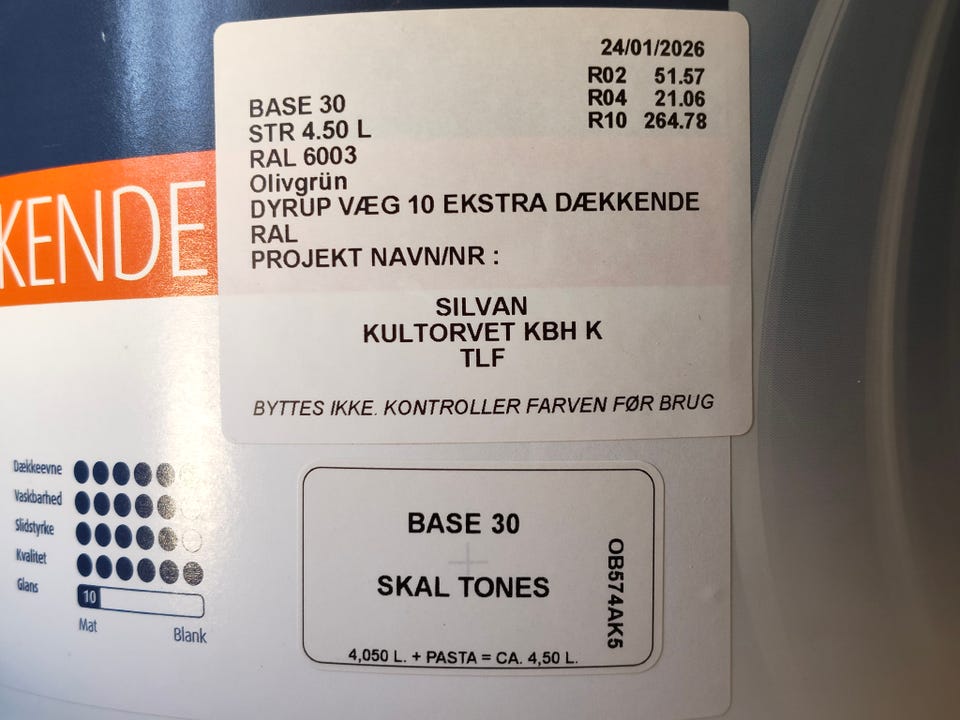 24/01/2026
R02 51.57
R04 21.06
R10 264.78
BASE 30
STR 4.50 L
RAL 6003
Olivgrün
DYRUP VÆG 10 EKSTRA DÆKKENDE
RAL
PROJEKT NAVN/NR :
SILVAN
KULTORVET KBH K
TLF
BYTTES IKKE. KONTROLLER FARVEN FØR BRUG
KENDE
Dækkeevne
Vaskbarhed
Slidstyrke
Kvalitet
Glans
10
Mat Blank
BASE 30
SKAL TONES
4,050 L. + PASTA = CA. 4,50 L.
OB574AK5